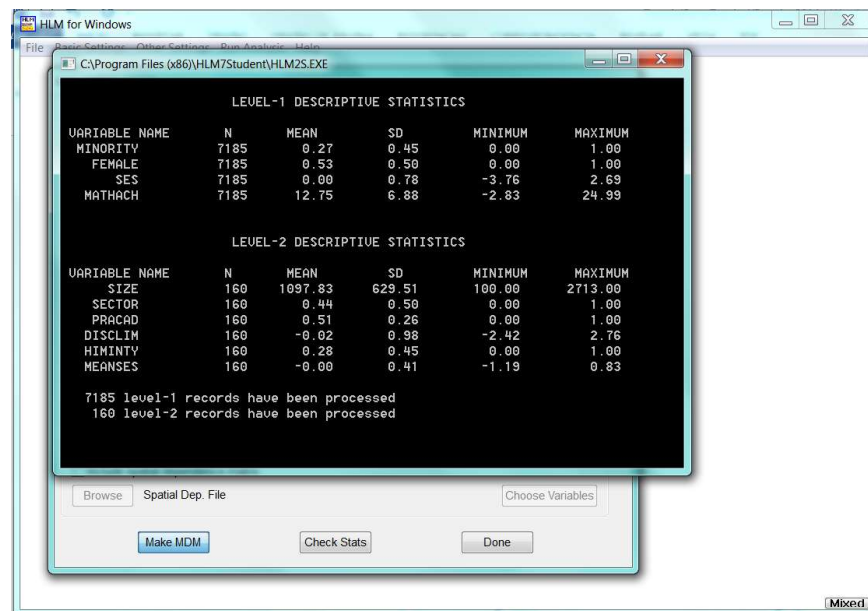 HLM for Windows
File Basic Settings Other Settings Run Analysis Help
C:\Program Files (x86)\HLM7Student\HLM2S.EXE
LEVEL-1 DESCRIPTIVE STATISTICS
VARIABLE NAME N MEAN SD MINIMUM MAXIMUM
MINORITY 7185 0.27 0.45 0.00 1.00
FEMALE 7185 0.53 0.50 0.00 1.00
SES 7185 0.00 0.78 -3.76 2.69
MATHACH 7185 12.75 6.88 -2.83 24.99
LEVEL-2 DESCRIPTIVE STATISTICS
VARIABLE NAME N MEAN SD MINIMUM MAXIMUM
SIZE 160 1097.83 629.51 100.00 2713.00
SECTOR 160 0.44 0.50 0.00 1.00
PRACAD 160 0.51 0.26 0.00 1.00
DISCLIM 160 -0.02 0.98 -2.42 2.76
HIMINTY 160 0.28 0.45 0.00 1.00
MEANSES 160 -0.00 0.41 -1.19 0.83
7185 level-1 records have been processed
160 level-2 records have been processed
Browse Spatial Dep. File Choose Variables
Make MDM Check Stats Done
Mixed